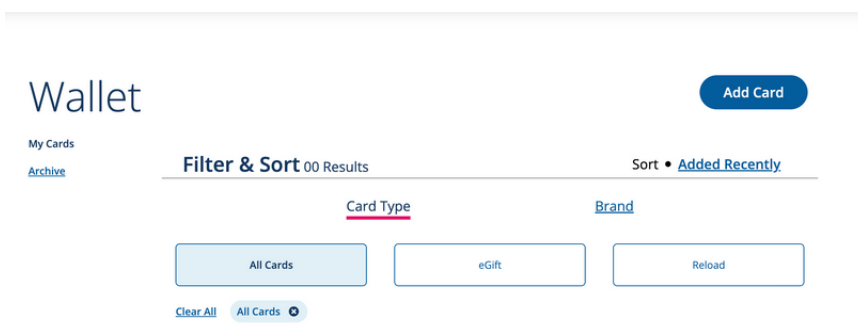 Wallet
Add Card
My Cards
Archive
Filter & Sort 00 Results
Sort • Added Recently
Card Type
Brand
All Cards
eGift
Reload
Clear All
All Cards